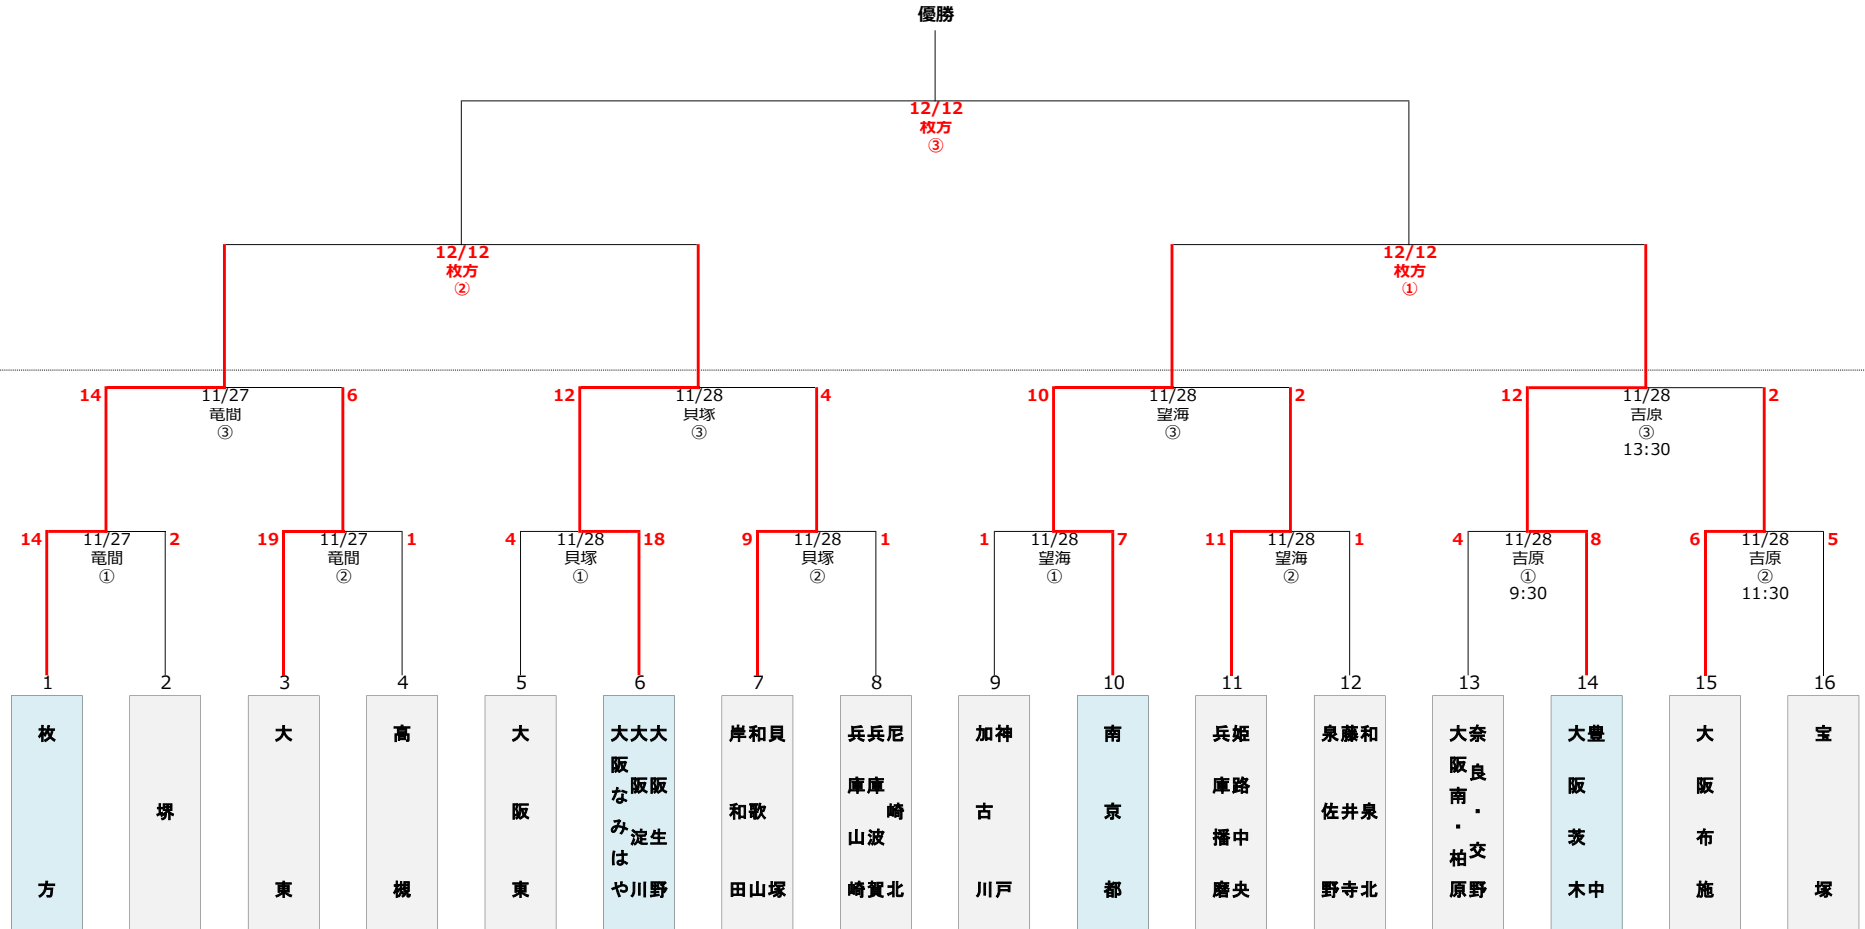 優勝
12/12
枚方
③
12/12
枚方
②
12/12
枚方
①
14
11/27
竜間
③
6
12
11/28
貝塚
③
4
10
11/28
望海
③
2
12
11/28
吉原
③
13:30
2
14
11/27
竜間
①
2
19
11/27
竜間
②
1
4
11/28
貝塚
①
18
9
11/28
貝塚
②
1
1
11/28
望海
①
7
11
11/28
望海
②
1
4
11/28
吉原
①
9:30
8
6
11/28
吉原
②
11:30
5
1
2
3
4
5
6
7
8
9
10
11
12
13
14
15
16
枚方
堺
大東
高槻
大阪東
大阪生野
大阪淀川
大阪なみはや
貝塚
和歌山
岸和田
尼崎北
兵庫波賀
兵庫山崎
神戸
加古川
南京都
姫路中央
兵庫播磨
和泉北
藤井寺
泉佐野
奈良・交野
大阪南・柏原
豊中
大阪茨木
大阪布施
宝塚